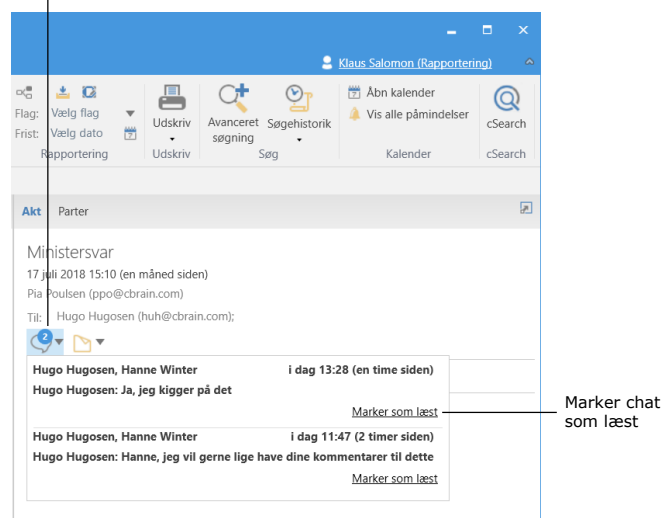 Klaus Salomon (Rapportering)
Flag: Vælg flag
Frist: Vælg dato
7
Rapportering
Udskriv
Udskriv
Avanceret søgning
Søgehistorik
Søg
7 Åbn kalender
Vis alle påmindelser
Kalender
cSearch
cSearch
Akt Parter
Ministersvar
17 juli 2018 15:10 (en måned siden)
Pia Poulsen (ppo@cbrain.com)
Til: Hugo Hugosen (huh@cbrain.com);
2
Hugo Hugosen, Hanne Winter i dag 13:28 (en time siden)
Hugo Hugosen: Ja, jeg kigger på det
Marker som læst
Hugo Hugosen, Hanne Winter i dag 11:47 (2 timer siden)
Hugo Hugosen: Hanne, jeg vil gerne lige have dine kommentarer til dette
Marker som læst
Marker chat
som læst